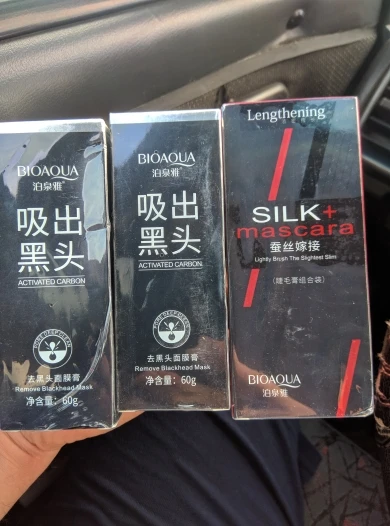 BIOAQUA
泊泉雅
吸出
黑头
ACTIVATED CARBON
去黑头面膜膏
Remove Blackhead Mask
净含量：60g
BIOAQUA
泊泉雅
吸出
黑头
ACTIVATED CARBON
PORE DEEP CLEAN
去黑头面膜膏
Remove Blackhead Mask
净含量：60g
Lengthening
SILK+
mascara
蚕丝嫁接
Lightly Brush The Slightest Slim
（睫毛膏组合装）
BIOAQUA
泊泉雅